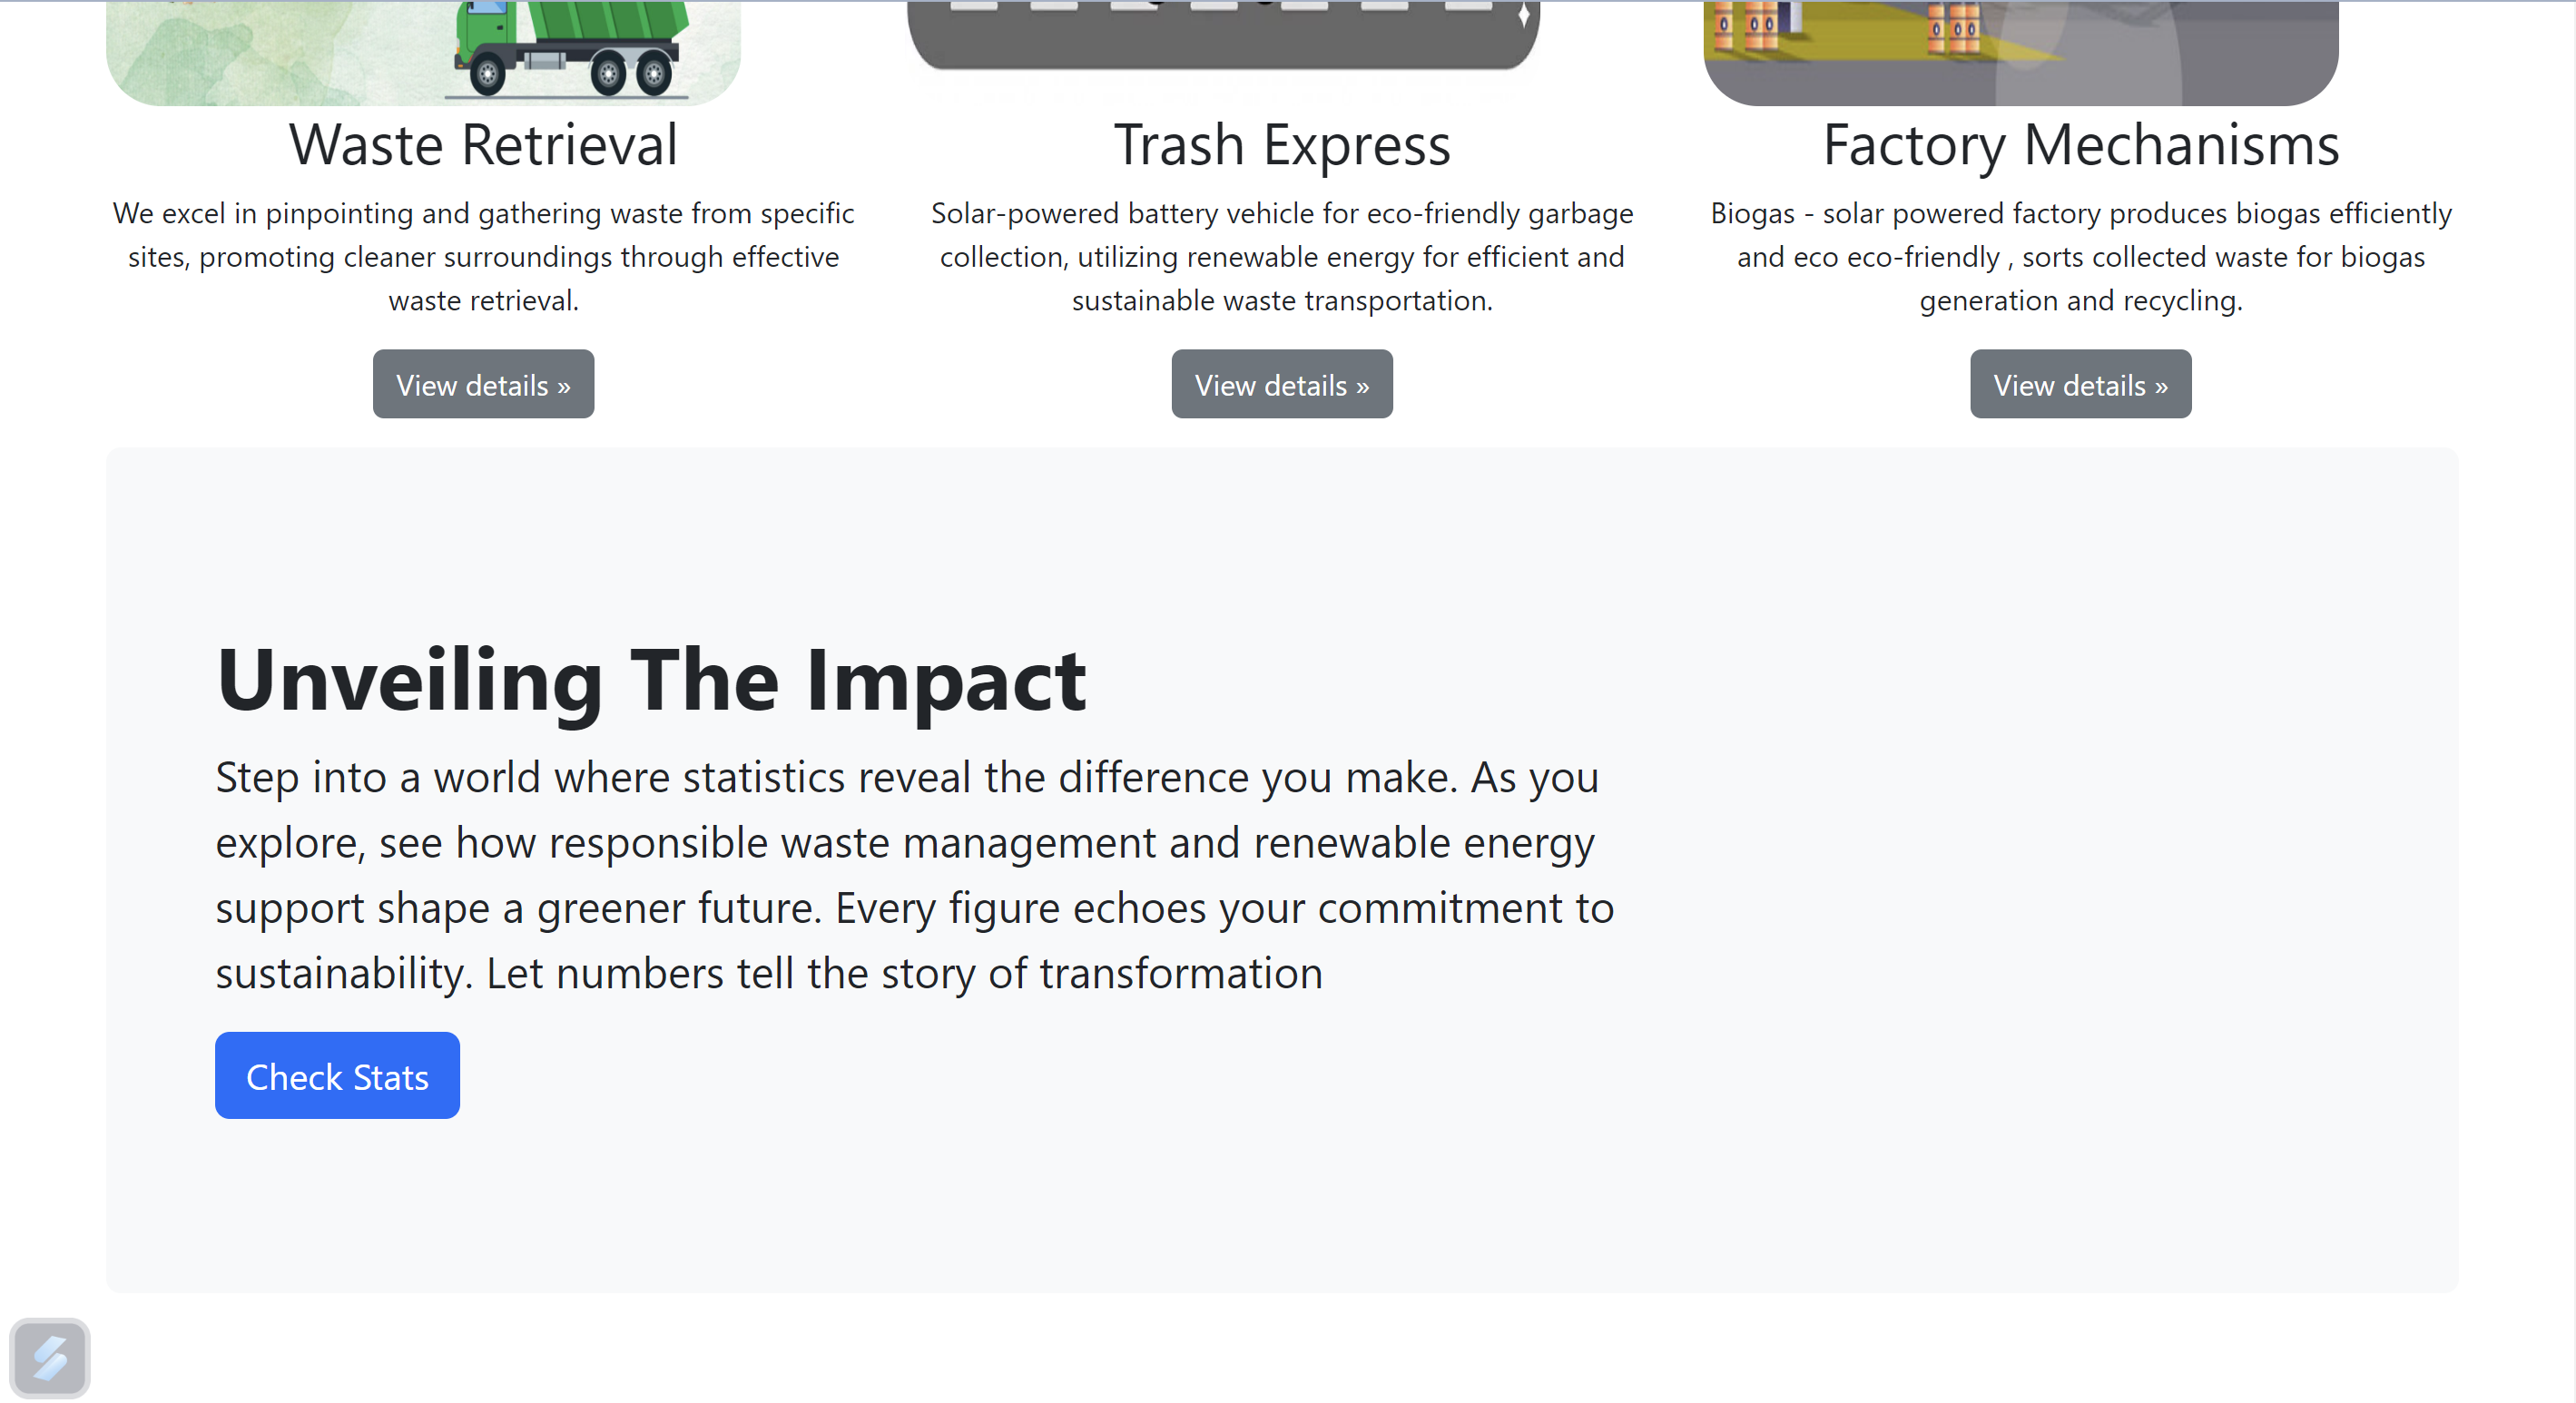 Waste Retrieval
We excel in pinpointing and gathering waste from specific
sites, promoting cleaner surroundings through effective
waste retrieval.
View details »
Trash Express
Solar-powered battery vehicle for eco-friendly garbage
collection, utilizing renewable energy for efficient and
sustainable waste transportation.
View details »
Factory Mechanisms
Biogas - solar powered factory produces biogas efficiently
and eco eco-friendly , sorts collected waste for biogas
generation and recycling.
View details »
Unveiling The Impact
Step into a world where statistics reveal the difference you make. As you
explore, see how responsible waste management and renewable energy
support shape a greener future. Every figure echoes your commitment to
sustainability. Let numbers tell the story of transformation
Check Stats